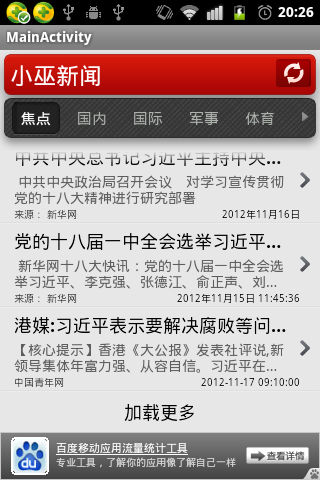 20:26
MainActivity
小巫新闻
焦点 国内 国际 军事 体育
中共中央总书记习近平主持中央...
中共中央政治局召开会议 对学习宣传贯彻
党的十八大精神进行研究部署
来源： 新华网 2012年11月16日
党的十八届一中全会选举习近平...
新华网十八大快讯：党的十八届一中全会选
举习近平、李克强、张德江、俞正声、刘...
来源： 新华网 2012年11月15日 11:45:36
港媒:习近平表示要解决腐败等问...
【核心提示】香港《大公报》发表社评说,新
领导集体年富力强、从容自信。习近平在...
中国青年网 2012-11-17 09:10:00
加载更多
百度移动应用流量统计工具
专业工具，了解你的应用像了解自己一样
查看详情
du